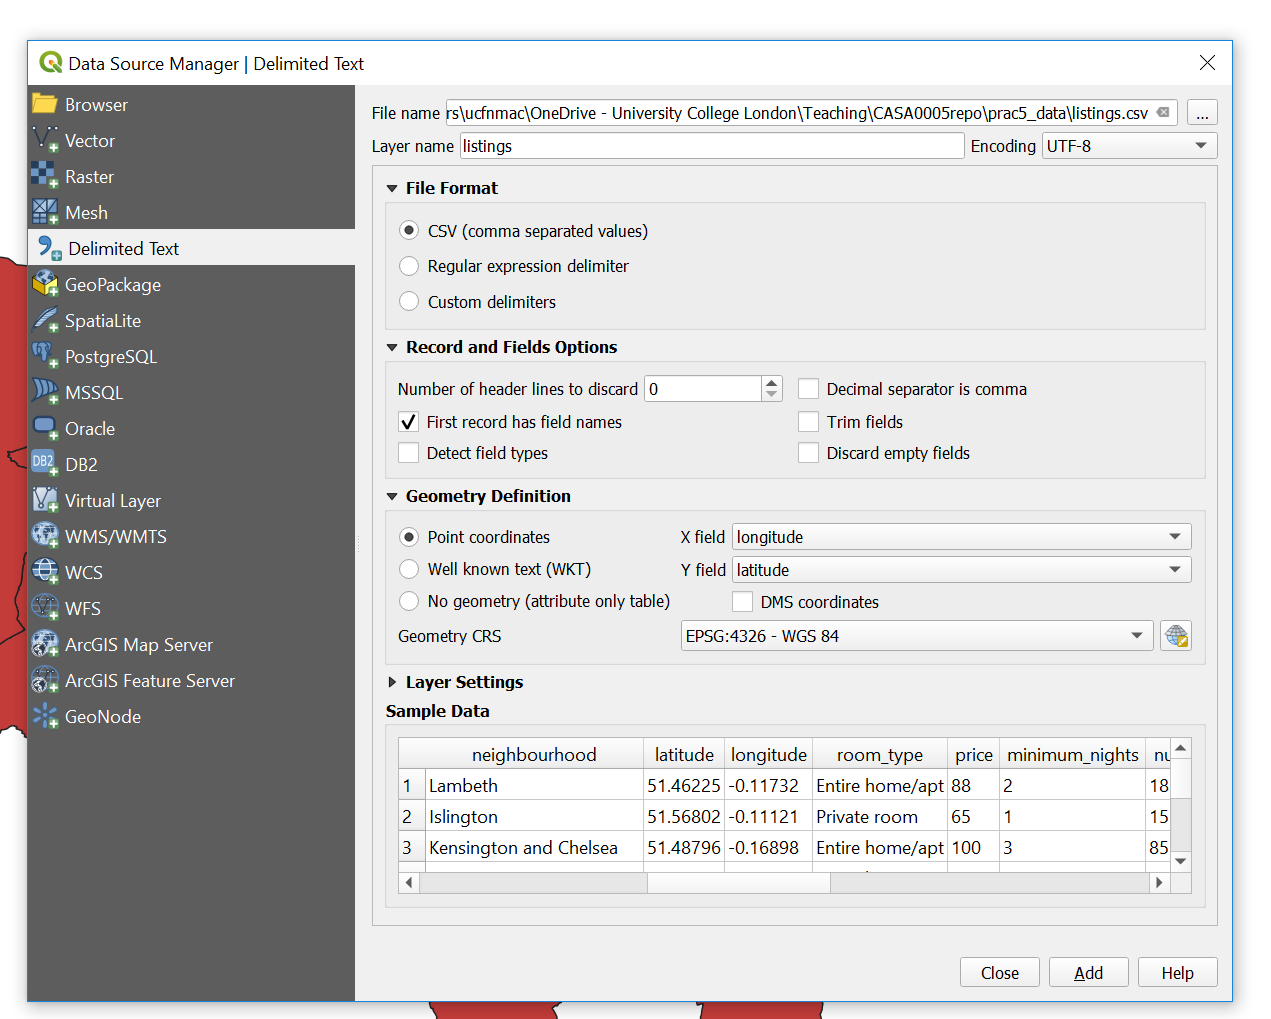 Data Source Manager | Delimited Text
Browser
Vector
Raster
Mesh
Delimited Text
GeoPackage
SpatiaLite
PostgreSQL
MSSQL
Oracle
DB2
DB2
Virtual Layer
WMS/WMTS
WCS
WFS
ArcGIS Map Server
ArcGIS Feature Server
GeoNode
File name rs\ucfnmac\OneDrive - University College London\Teaching\CASA0005repo\prac5_data\listings.csv ...
Layer name listings Encoding UTF-8
File Format
CSV (comma separated values)
Regular expression delimiter
Custom delimiters
Record and Fields Options
Number of header lines to discard 0 Decimal separator is comma
First record has field names Trim fields
Detect field types Discard empty fields
Geometry Definition
Point coordinates X field longitude
Well known text (WKT) Y field latitude
No geometry (attribute only table) DMS coordinates
Geometry CRS EPSG:4326 - WGS 84
Layer Settings
Sample Data
neighbourhood latitude longitude room_type price minimum_nights nu
1 Lambeth 51.46225 -0.11732 Entire home/apt 88 2 18
2 Islington 51.56802 -0.11121 Private room 65 1 15
3 Kensington and Chelsea 51.48796 -0.16898 Entire home/apt 100 3 85
Close Add Help